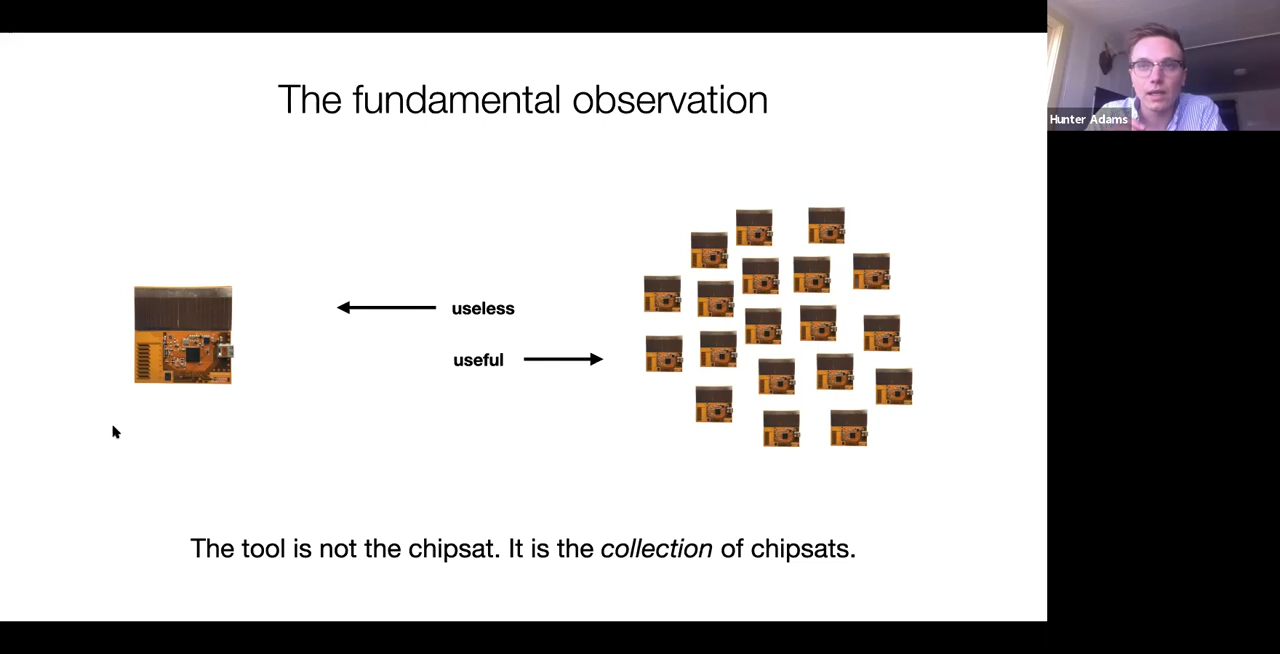 The fundamental observation
Hunter Adams
useless
useful
The tool is not the chipsat. It is the collection of chipsats.